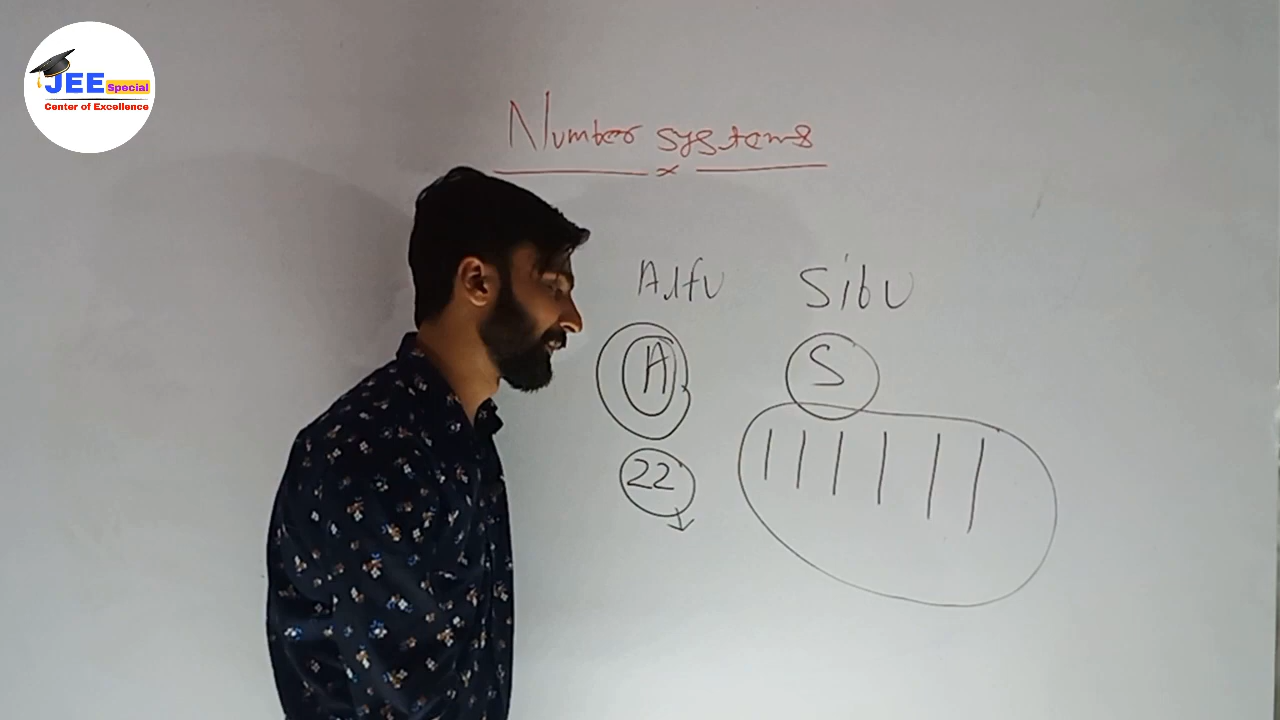 JEE Special
Center of Excellence
Number systems
x
Alfu Sibu
A S
22